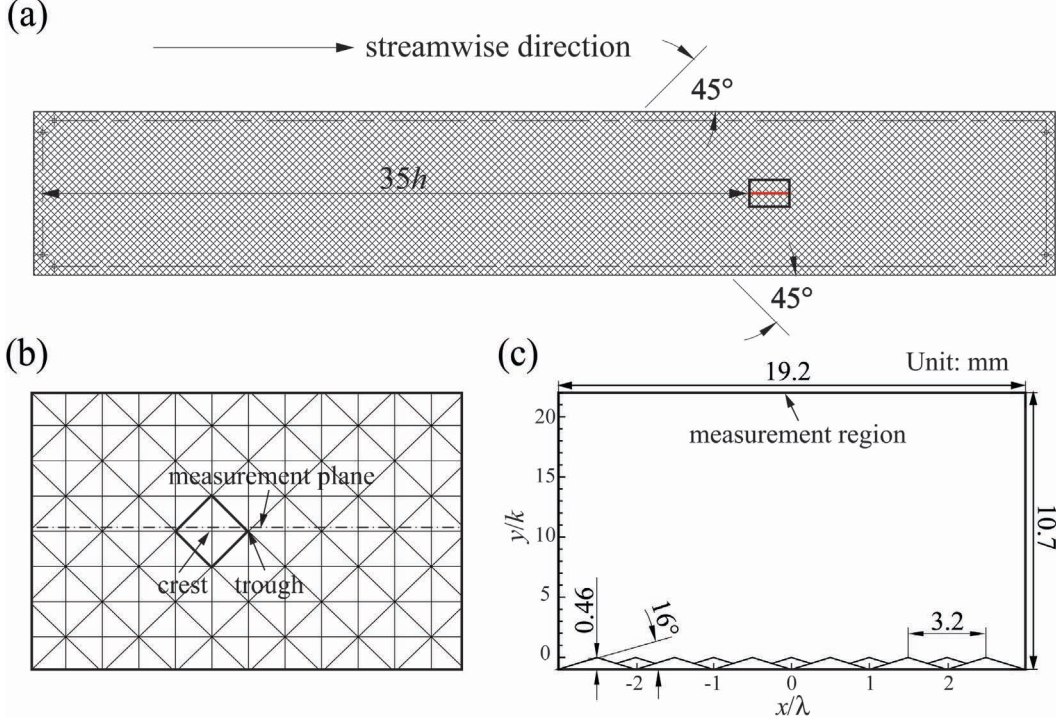 (a)
streamwise direction
45°
35h
45°
(b)
measurement plane
crest
trough
(c)
Unit: mm
19.2
measurement region
20
15
10
5
0
y/k
10.7
0.46
16°
3.2
-2
-1
0
1
2
x/λ